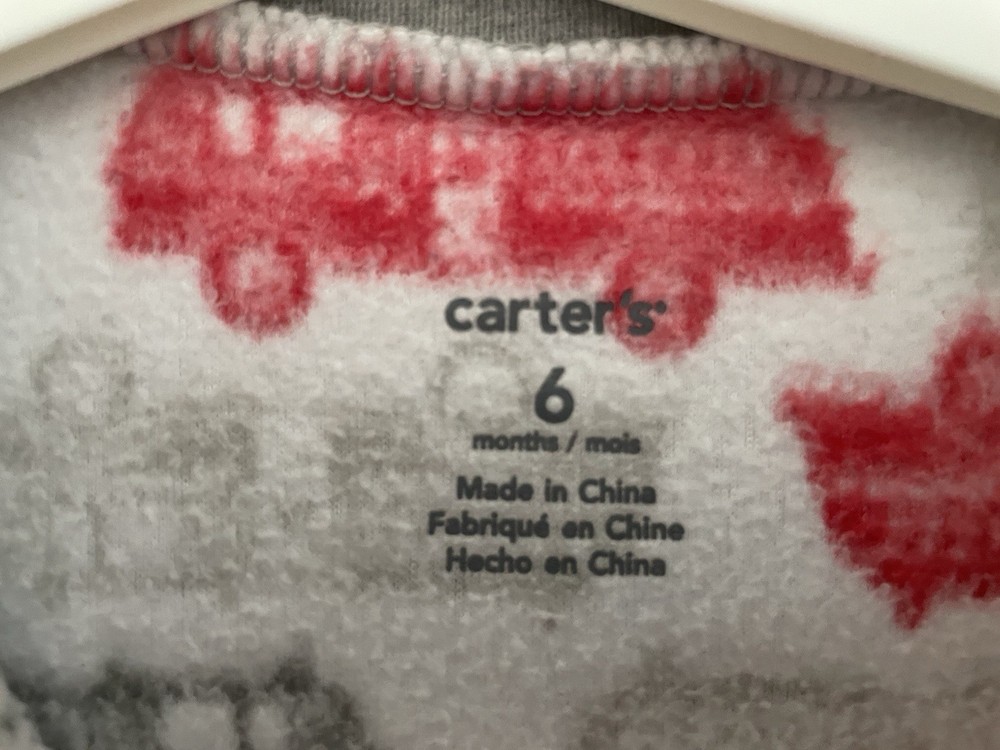 carter's
6
months / mois
Made in China
Fabriqué en Chine
Hecho en China